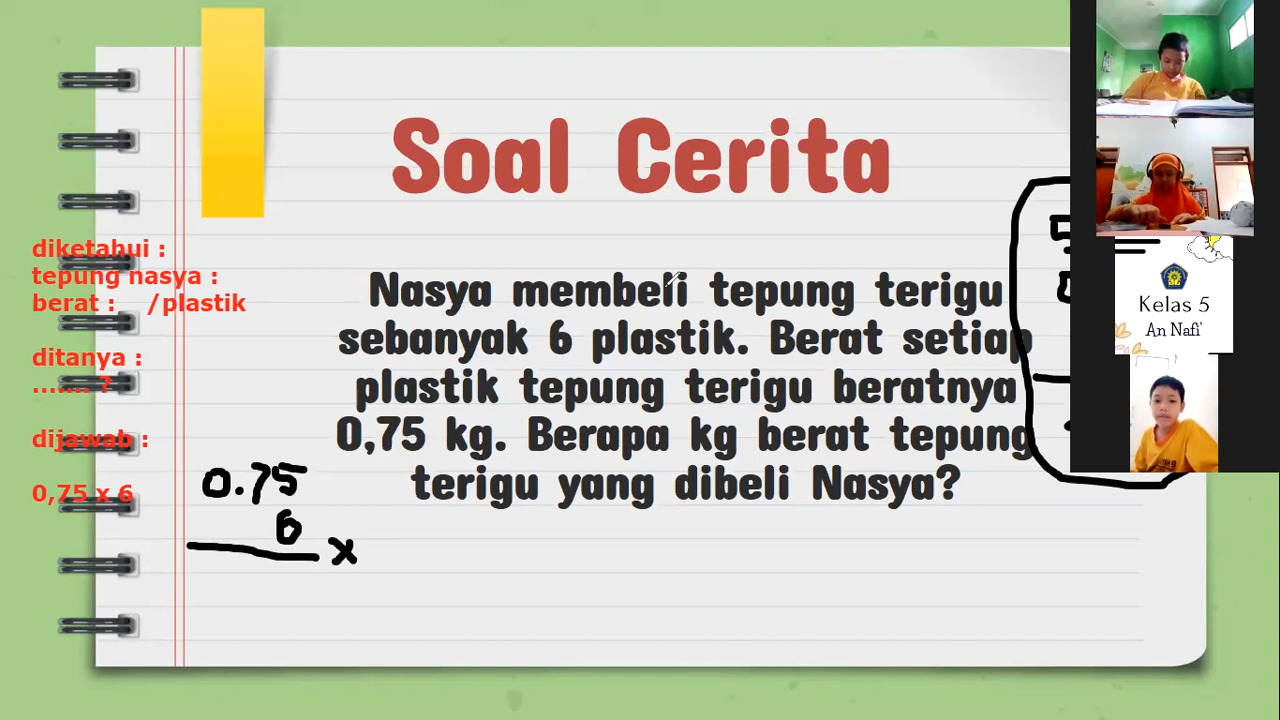 Soal Cerita
diketahui :
tepung nasya :
berat : /plastik
ditanya :
....... ?
dijawab :
0,75 x 6
0.75
6
x
Nasya membeli tepung terigu
sebanyak 6 plastik. Berat setiap
plastik tepung terigu beratnya
0,75 kg. Berapa kg berat tepung
terigu yang dibeli Nasya?
Kelas 5
An Nafi'